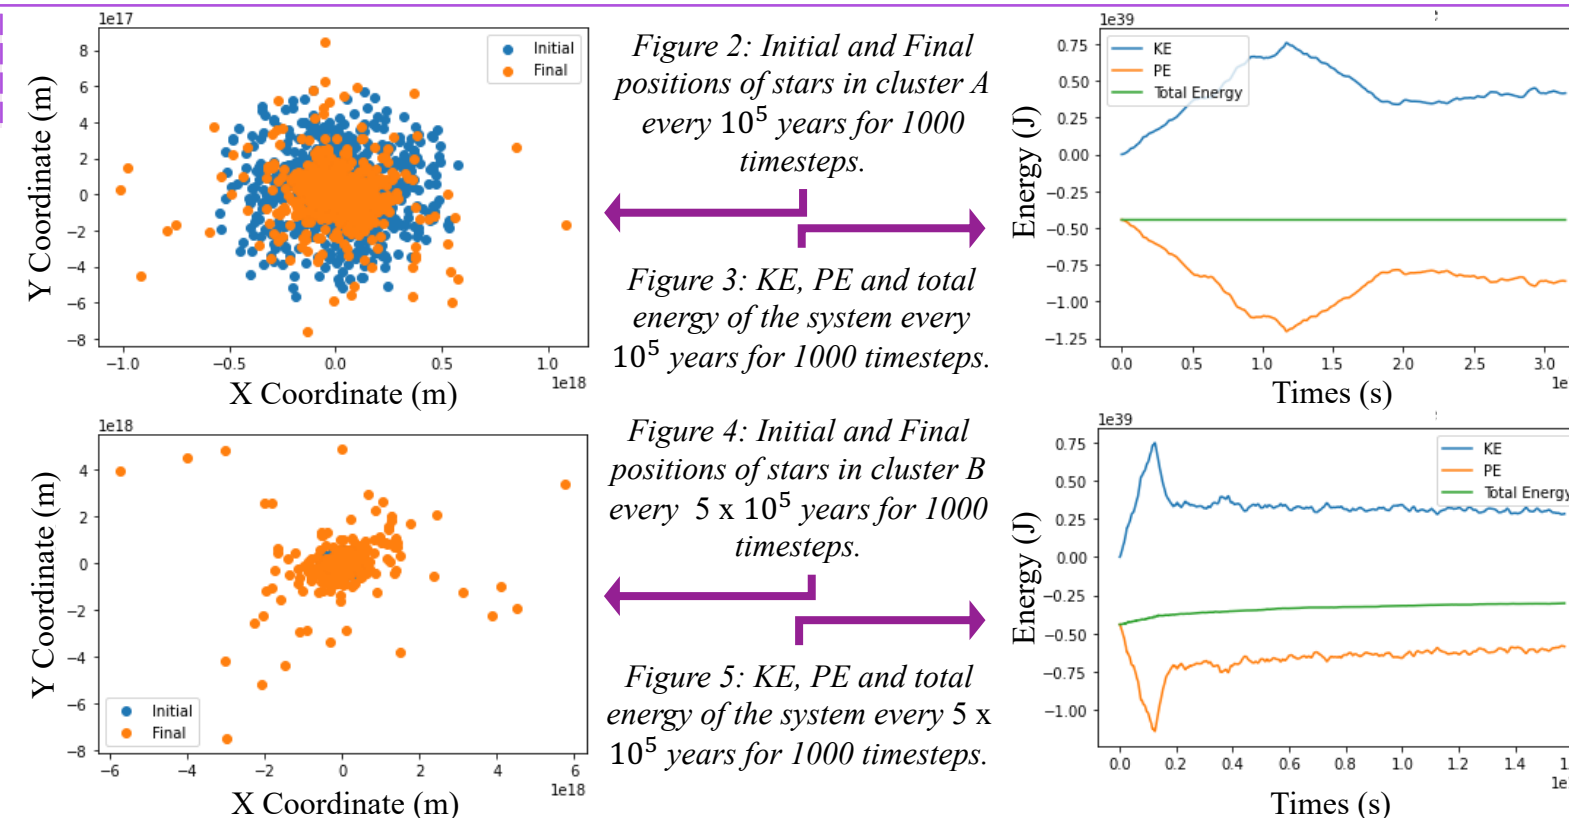 1e17
8
6
4
2
0
−2
−4
−6
−8
Y Coordinate (m)
Initial
Final
−1.0 −0.5 0.0 0.5 1.0
1e18
X Coordinate (m)
Figure 2: Initial and Final
positions of stars in cluster A
every 10⁵ years for 1000
timesteps.
Figure 3: KE, PE and total
energy of the system every
10⁵ years for 1000 timesteps.
1e39
0.75
0.50
0.25
0.00
−0.25
−0.50
−0.75
−1.00
−1.25
Energy (J)
KE
PE
Total Energy
0.0 0.5 1.0 1.5 2.0 2.5 3.0
Times (s)
1e18
4
2
0
−2
−4
−6
−8
Y Coordinate (m)
Initial
Final
−6 −4 −2 0 2 4 6
1e18
X Coordinate (m)
Figure 4: Initial and Final
positions of stars in cluster B
every 5 x 10⁵ years for 1000
timesteps.
Figure 5: KE, PE and total
energy of the system every 5 x
10⁵ years for 1000 timesteps.
1e39
0.75
0.50
0.25
0.00
−0.25
−0.50
−0.75
−1.00
Energy (J)
KE
PE
Total Energy
0.0 0.2 0.4 0.6 0.8 1.0 1.2 1.4
Times (s)